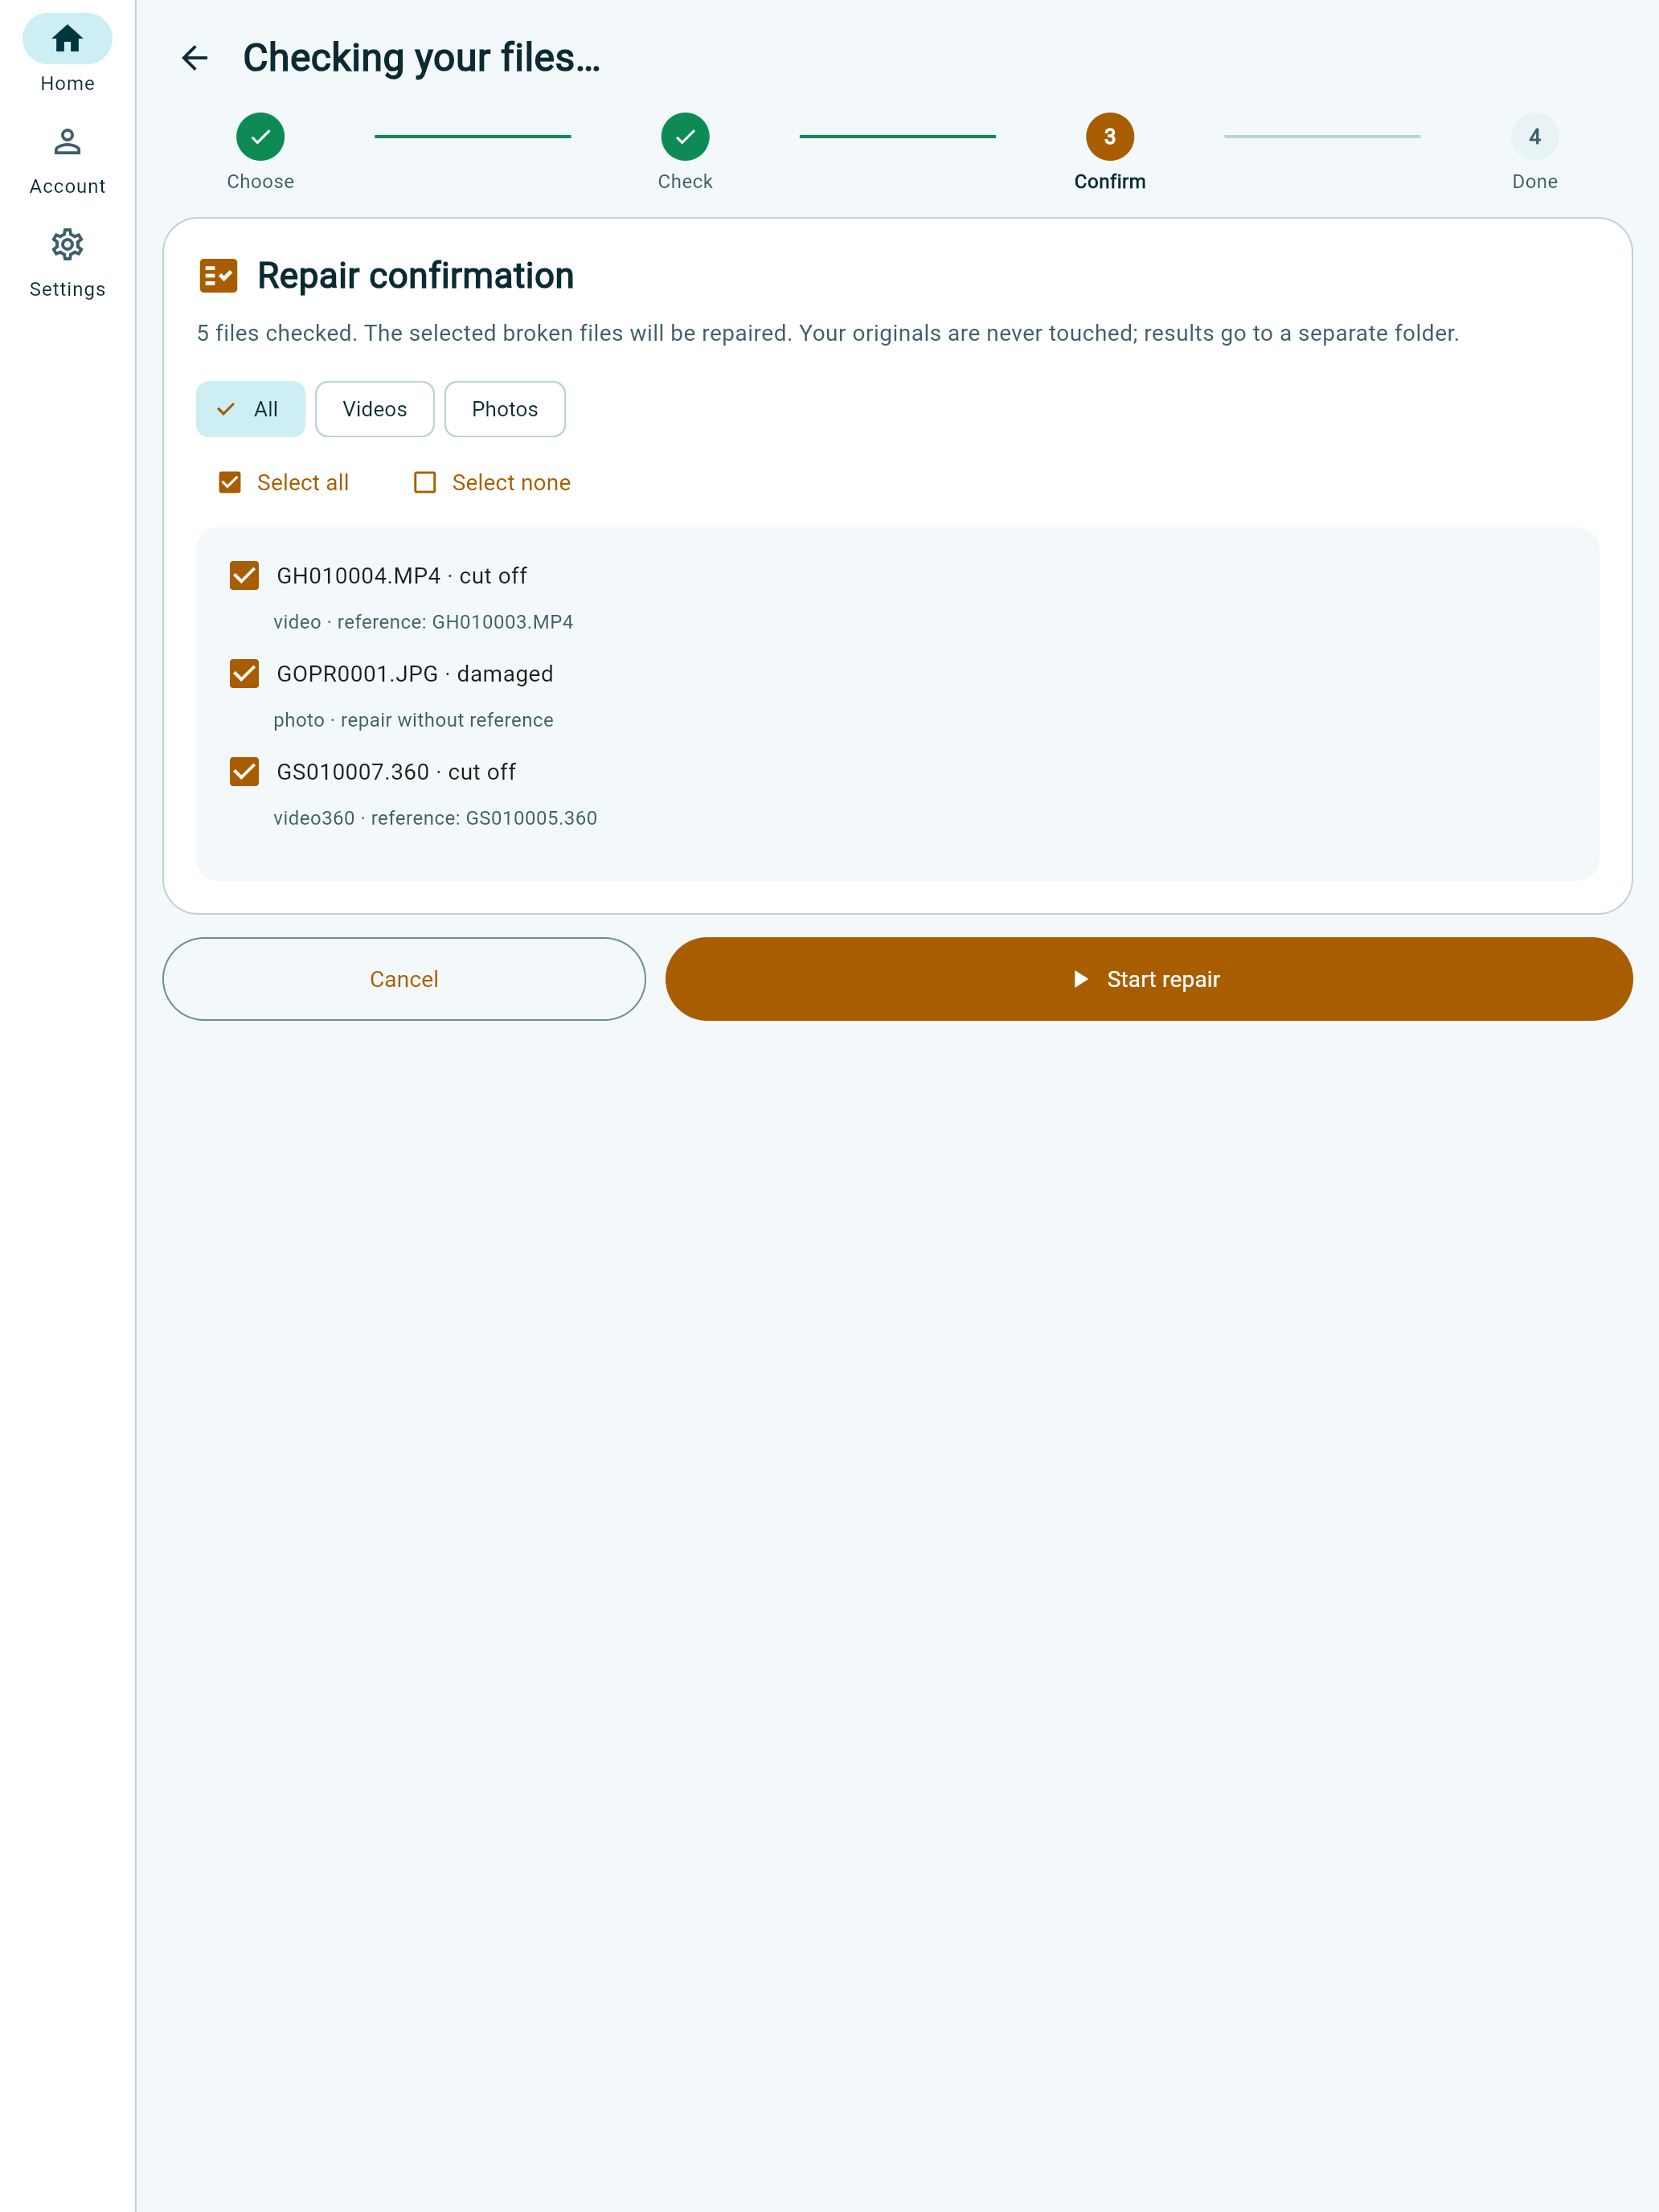 Home
Account
Settings
Checking your files…
3
4
Choose
Check
Confirm
Done
Repair confirmation
5 files checked. The selected broken files will be repaired. Your originals are never touched; results go to a separate folder.
All
Videos
Photos
Select all
Select none
GH010004.MP4 · cut off
video · reference: GH010003.MP4
GOPR0001.JPG · damaged
photo · repair without reference
GS010007.360 · cut off
video360 · reference: GS010005.360
Cancel
Start repair